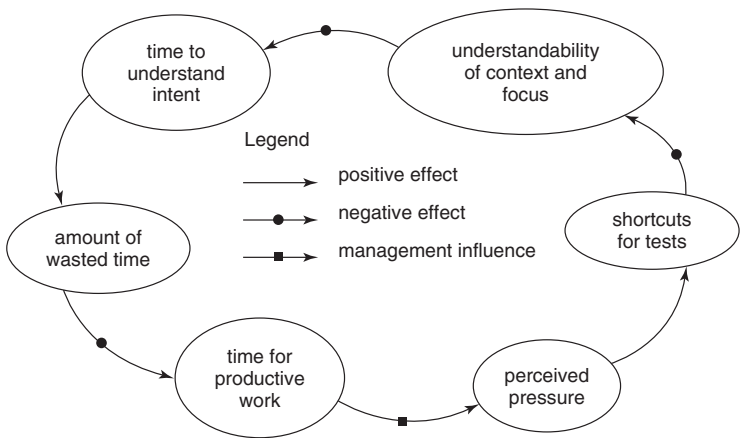 time to
understand
intent
understandability
of context and
focus
Legend
positive effect
negative effect
management influence
shortcuts
for tests
amount of
wasted time
time for
productive
work
perceived
pressure